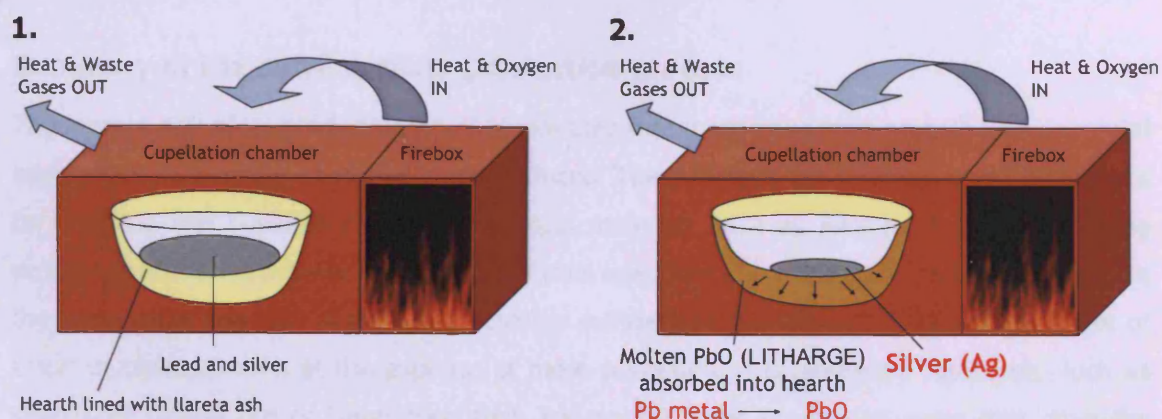 1.
Heat & Waste
Gases OUT
Heat & Oxygen
IN
Cupellation chamber
Firebox
Lead and silver
Hearth lined with llareta ash
2.
Heat & Waste
Gases OUT
Heat & Oxygen
IN
Cupellation chamber
Firebox
Molten PbO (LITHARGE)
absorbed into hearth
Silver (Ag)
Pb metal → PbO